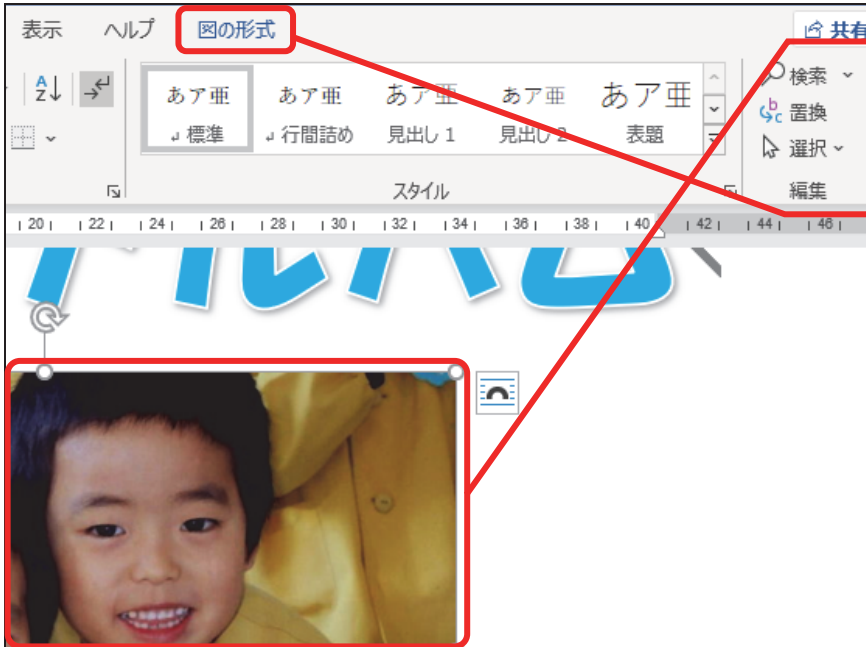 表示 ヘルプ 図の形式
共有
あア亜 あア亜 あア亜 あア亜 あア亜
↲ 標準 ↲ 行間詰め 見出し 1 見出し 2 表題
検索
置換
選択
スタイル 編集
20 22 24 26 28 30 32 34 36 38 40 42 44 46